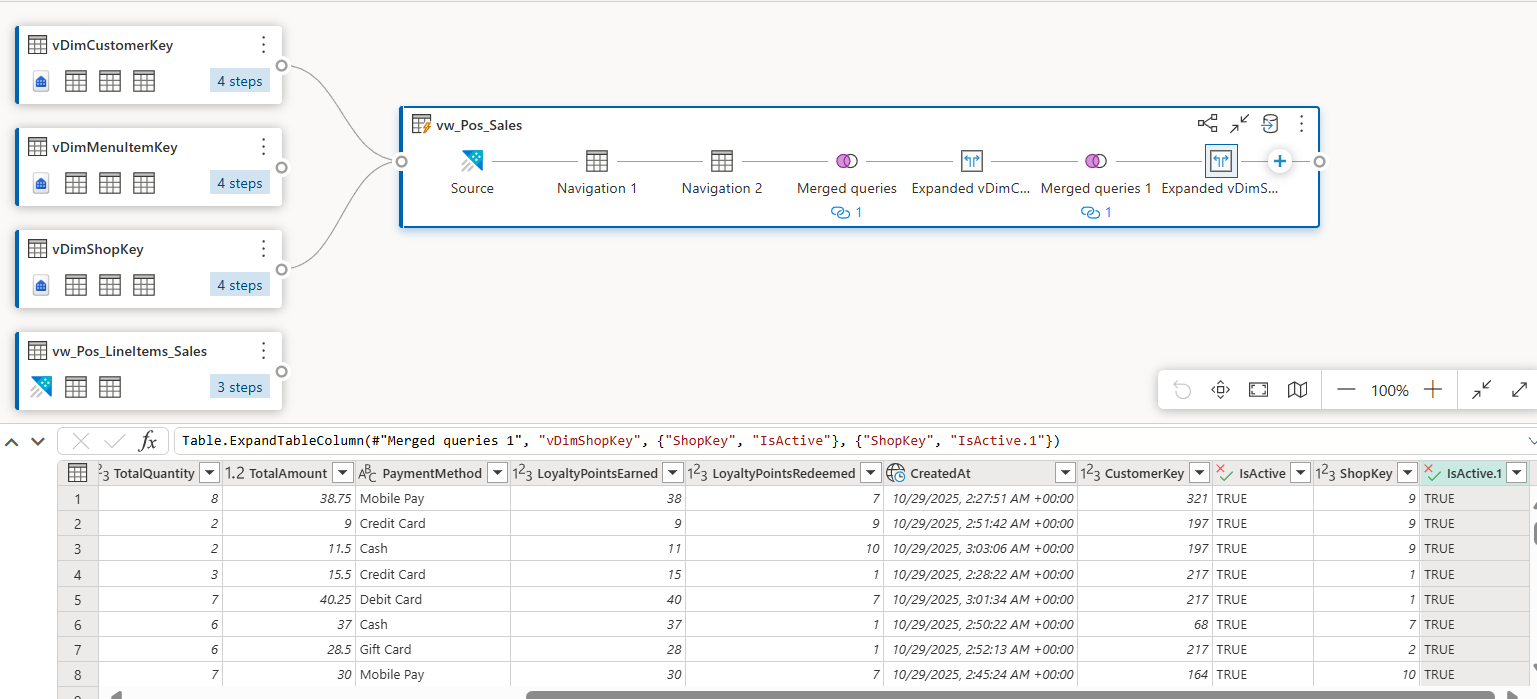 vDimCustomerKey
4 steps
vDimMenuItemKey
4 steps
vDimShopKey
4 steps
vw_Pos_LineItems_Sales
3 steps
vw_Pos_Sales
Source Navigation 1 Navigation 2 Merged queries Expanded vDimC... Merged queries 1 Expanded vDimS...
1 1
100%
fx Table.ExpandTableColumn(#"Merged queries 1", "vDimShopKey", {"ShopKey", "IsActive"}, {"ShopKey", "IsActive.1"})
23 TotalQuantity 1.2 TotalAmount ABC PaymentMethod 123 LoyaltyPointsEarned 123 LoyaltyPointsRedeemed CreatedAt 123 CustomerKey IsActive 123 ShopKey IsActive.1
1 8 38.75 Mobile Pay 38 7 10/29/2025, 2:27:51 AM +00:00 321 TRUE 9 TRUE
2 2 9 Credit Card 9 9 10/29/2025, 2:51:42 AM +00:00 197 TRUE 9 TRUE
3 2 11.5 Cash 11 10 10/29/2025, 3:03:06 AM +00:00 197 TRUE 9 TRUE
4 3 15.5 Credit Card 15 1 10/29/2025, 2:28:22 AM +00:00 217 TRUE 1 TRUE
5 7 40.25 Debit Card 40 7 10/29/2025, 3:01:34 AM +00:00 217 TRUE 1 TRUE
6 6 37 Cash 37 1 10/29/2025, 2:50:22 AM +00:00 68 TRUE 7 TRUE
7 6 28.5 Gift Card 28 1 10/29/2025, 2:52:13 AM +00:00 217 TRUE 2 TRUE
8 7 30 Mobile Pay 30 7 10/29/2025, 2:45:24 AM +00:00 164 TRUE 10 TRUE